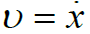 υ = ẋ